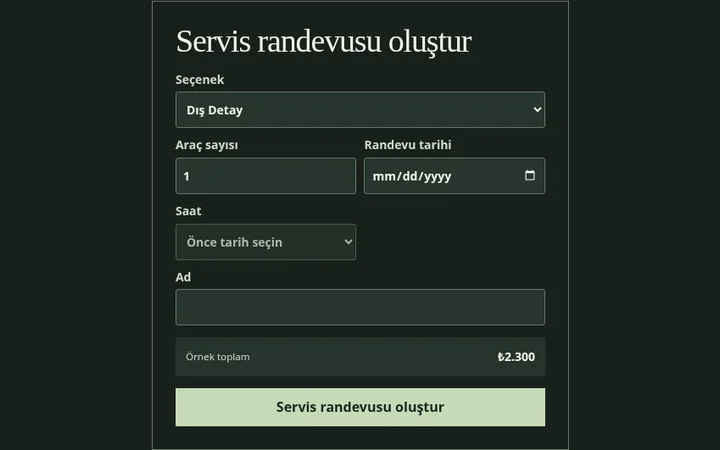 Servis randevusu oluştur
Seçenek
Dış Detay
Araç sayısı
Randevu tarihi
1
mm/dd/yyyy
Saat
Önce tarih seçin
Ad
Örnek toplam
₺2.300
Servis randevusu oluştur